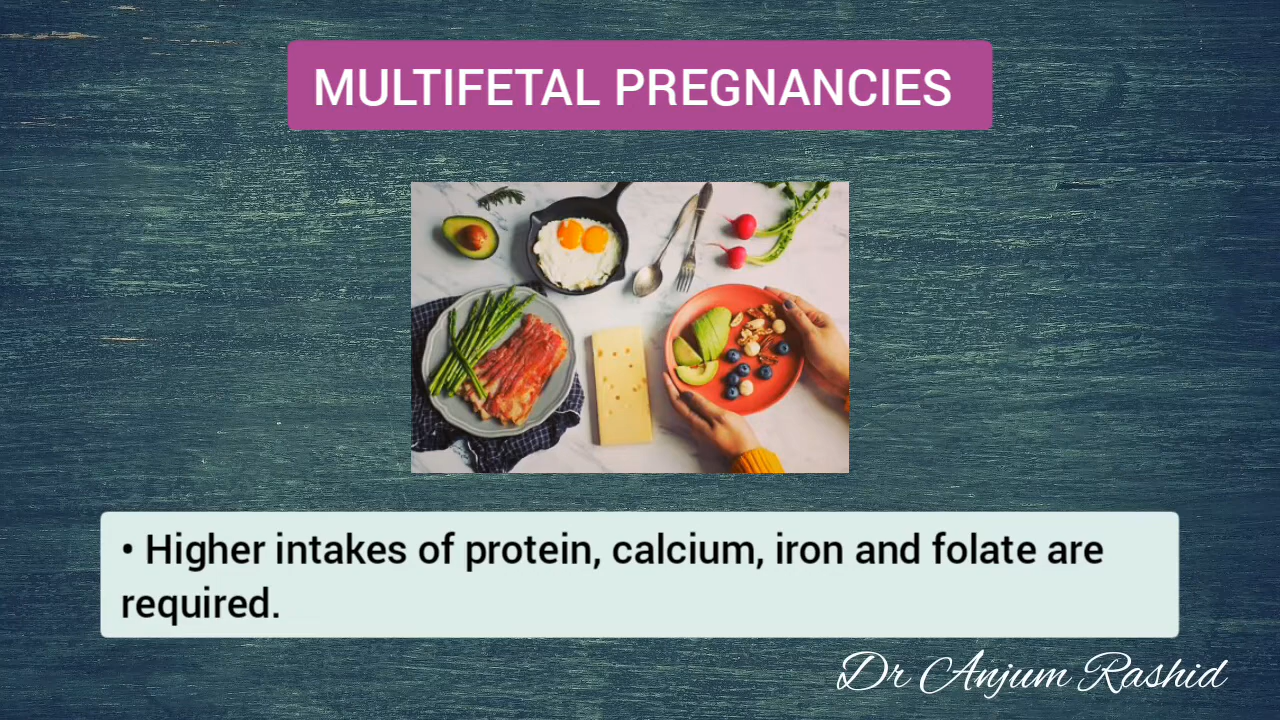 MULTIFETAL PREGNANCIES
• Higher intakes of protein, calcium, iron and folate are
required.
Dr Anjum Rashid